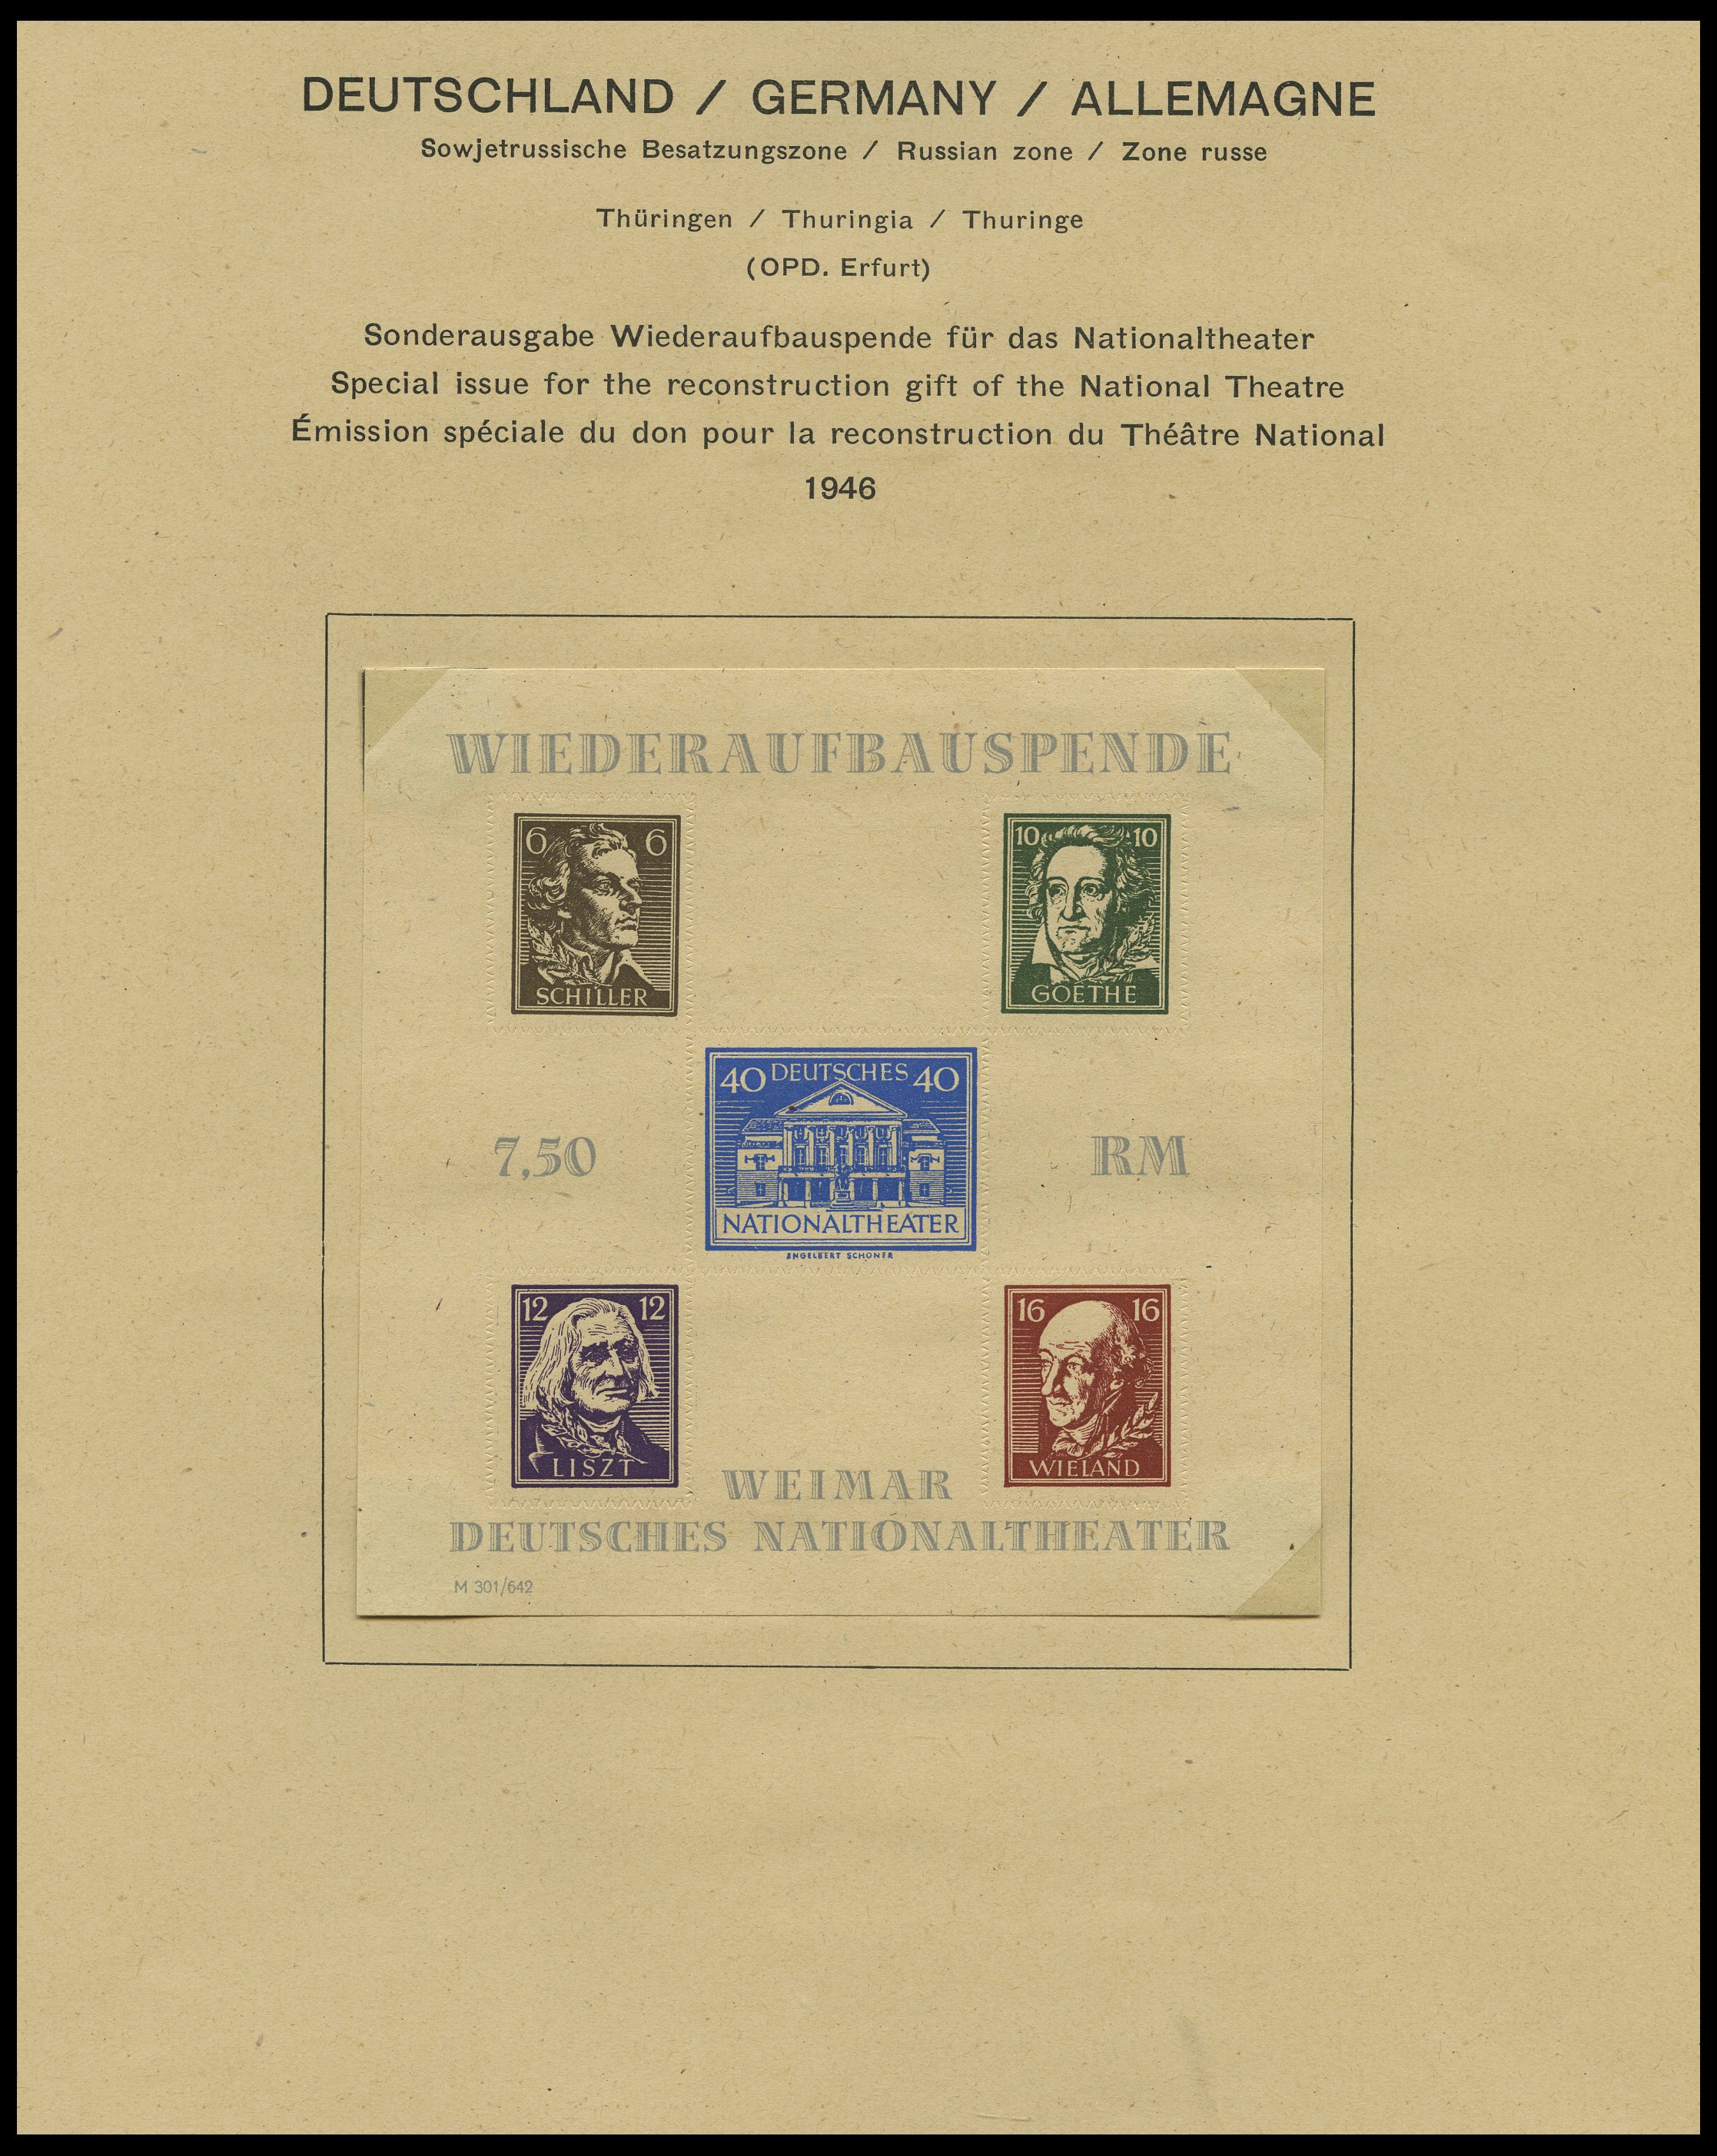 DEUTSCHLAND / GERMANY / ALLEMAGNE
Sowjetrussische Besatzungszone / Russian zone / Zone russe
Thüringen / Thuringia / Thuringe
(OPD. Erfurt)
Sonderausgabe Wiederaufbauspende für das Nationaltheater
Special issue for the reconstruction gift of the National Theatre
Émission spéciale du don pour la reconstruction du Théâtre National
1946
WIEDERAUFBAUSPENDE
6 6
SCHILLER
10 10
GOETHE
40 DEUTSCHES 40
NATIONALTHEATER
ENGELBERT SCHONER
7,50 RM
12 12
LISZT
16 16
WIELAND
WEIMAR
DEUTSCHES NATIONALTHEATER
M 301/642